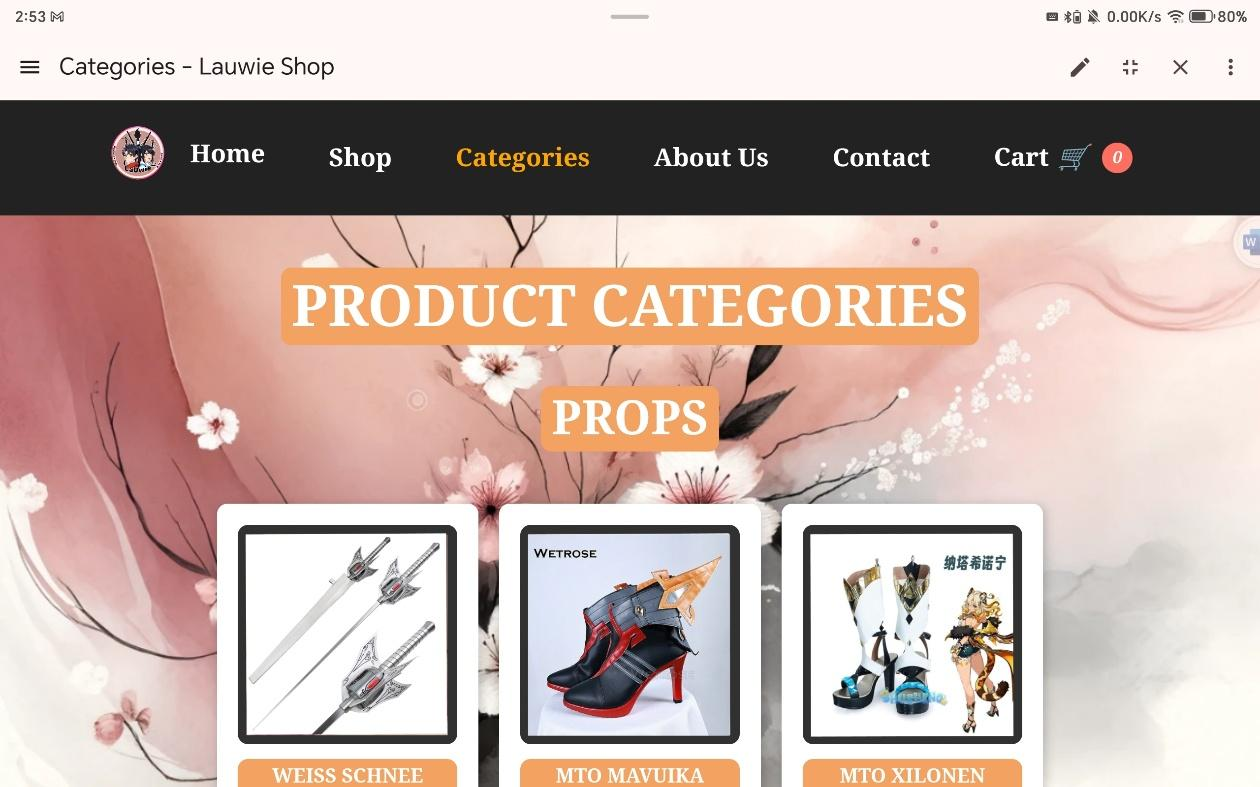 2:53
0.00K/s
80%
Categories - Lauwie Shop
Home
Shop
Categories
About Us
Contact
Cart
0
W
PRODUCT CATEGORIES
PROPS
WETROSE
纳塔希诺宁
WEISS SCHNEE
MTO MAVUIKA
MTO XILONEN